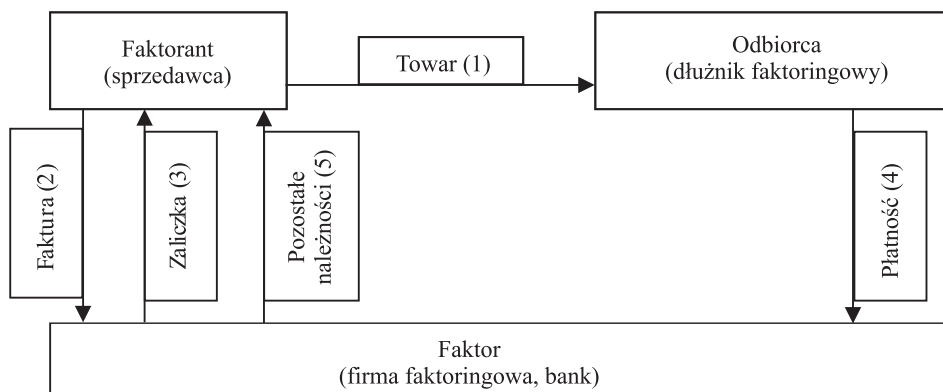 Faktorant
(sprzedawca)
Towar (1)
Odbiorca
(dłużnik faktoringowy)
Faktura (2)
Zaliczka (3)
Pozostałe
należności (5)
Płatność (4)
Faktor
(firma faktoringowa, bank)